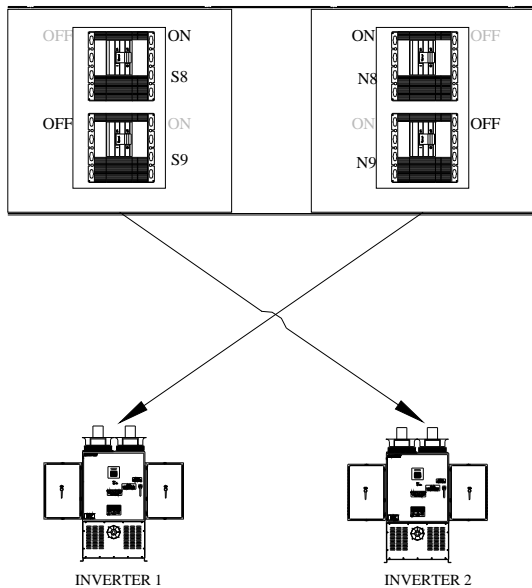 OFF ON ON OFF
S8 N8
OFF ON ON OFF
S9 N9
INVERTER 1 INVERTER 2